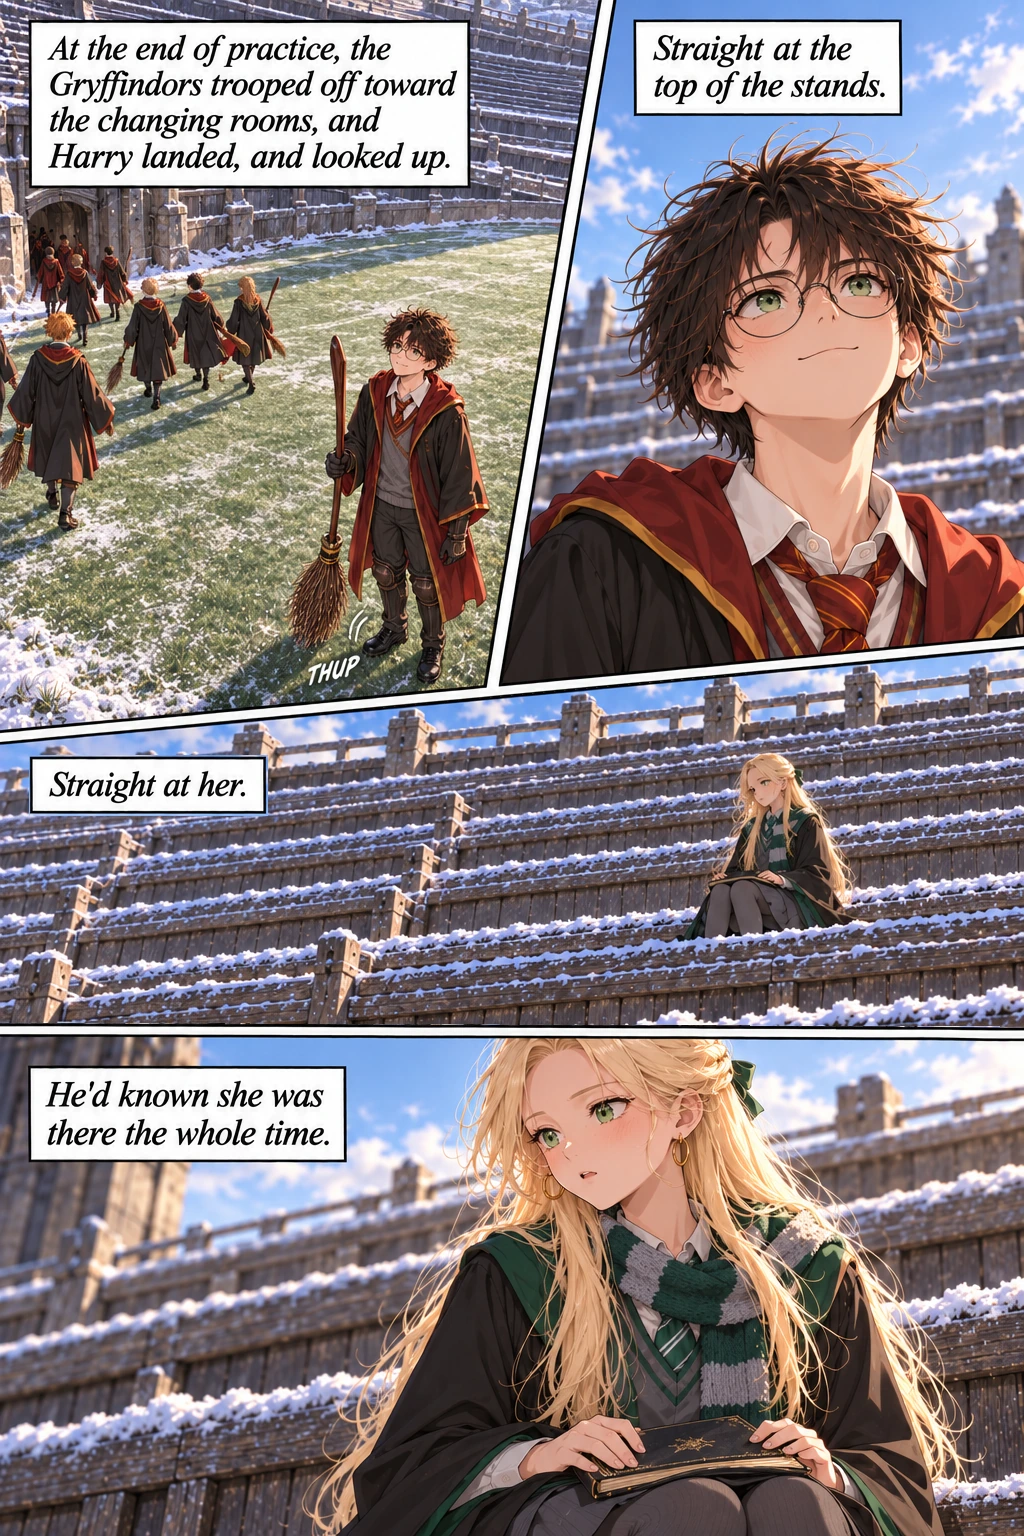 At the end of practice, the
Gryffindors trooped off toward
the changing rooms, and
Harry landed, and looked up.
Straight at the
top of the stands.
THUP
Straight at her.
He'd known she was
there the whole time.